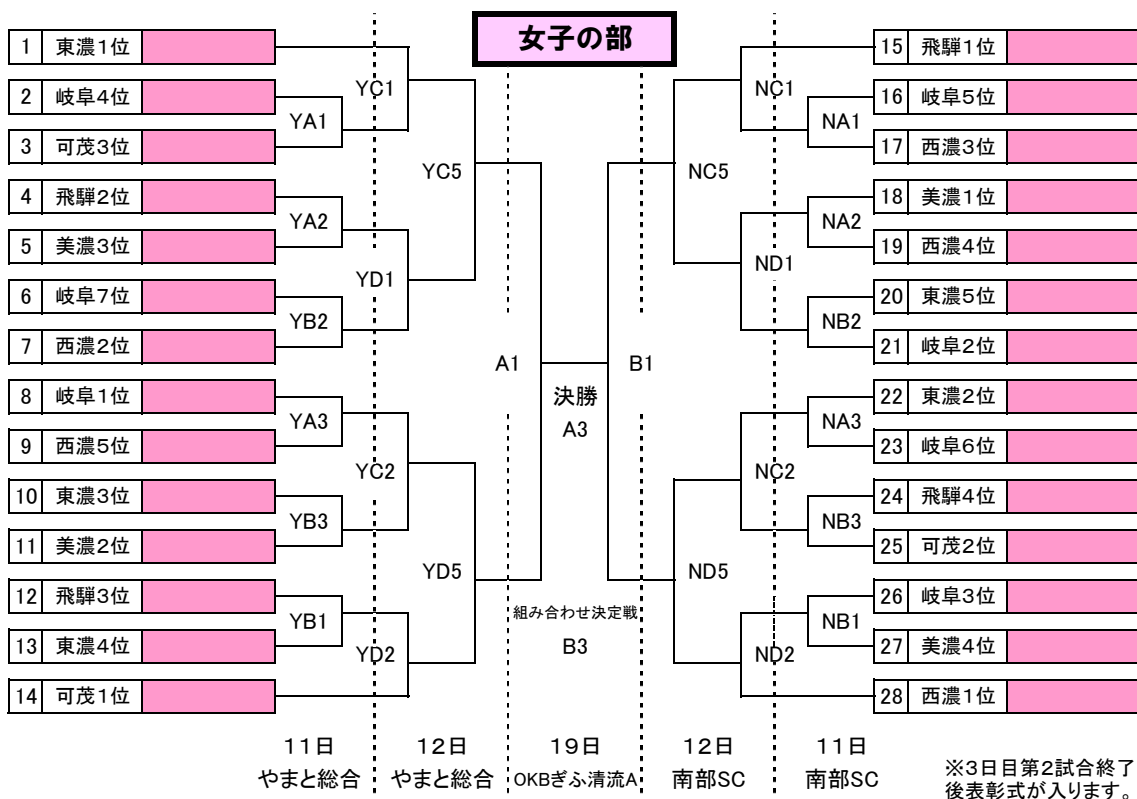 女子の部
1 東濃1位
2 岐阜4位
3 可茂3位
4 飛騨2位
5 美濃3位
6 岐阜7位
7 西濃2位
8 岐阜1位
9 西濃5位
10 東濃3位
11 美濃2位
12 飛騨3位
13 東濃4位
14 可茂1位
YA1
YA2
YB2
YA3
YB3
YB1
YC1
YD1
YC2
YD2
YC5
YD5
A1
決勝
A3
B1
組み合わせ決定戦
B3
NC5
ND5
NC1
ND1
NC2
ND2
NA1
NA2
NB2
NA3
NB3
NB1
15 飛騨1位
16 岐阜5位
17 西濃3位
18 美濃1位
19 西濃4位
20 東濃5位
21 岐阜2位
22 東濃2位
23 岐阜6位
24 飛騨4位
25 可茂2位
26 岐阜3位
27 美濃4位
28 西濃1位
11日 12日 19日 12日 11日
やまと総合 やまと総合 OKBぎふ清流A 南部SC 南部SC
※3日目第2試合終了
後表彰式が入ります。